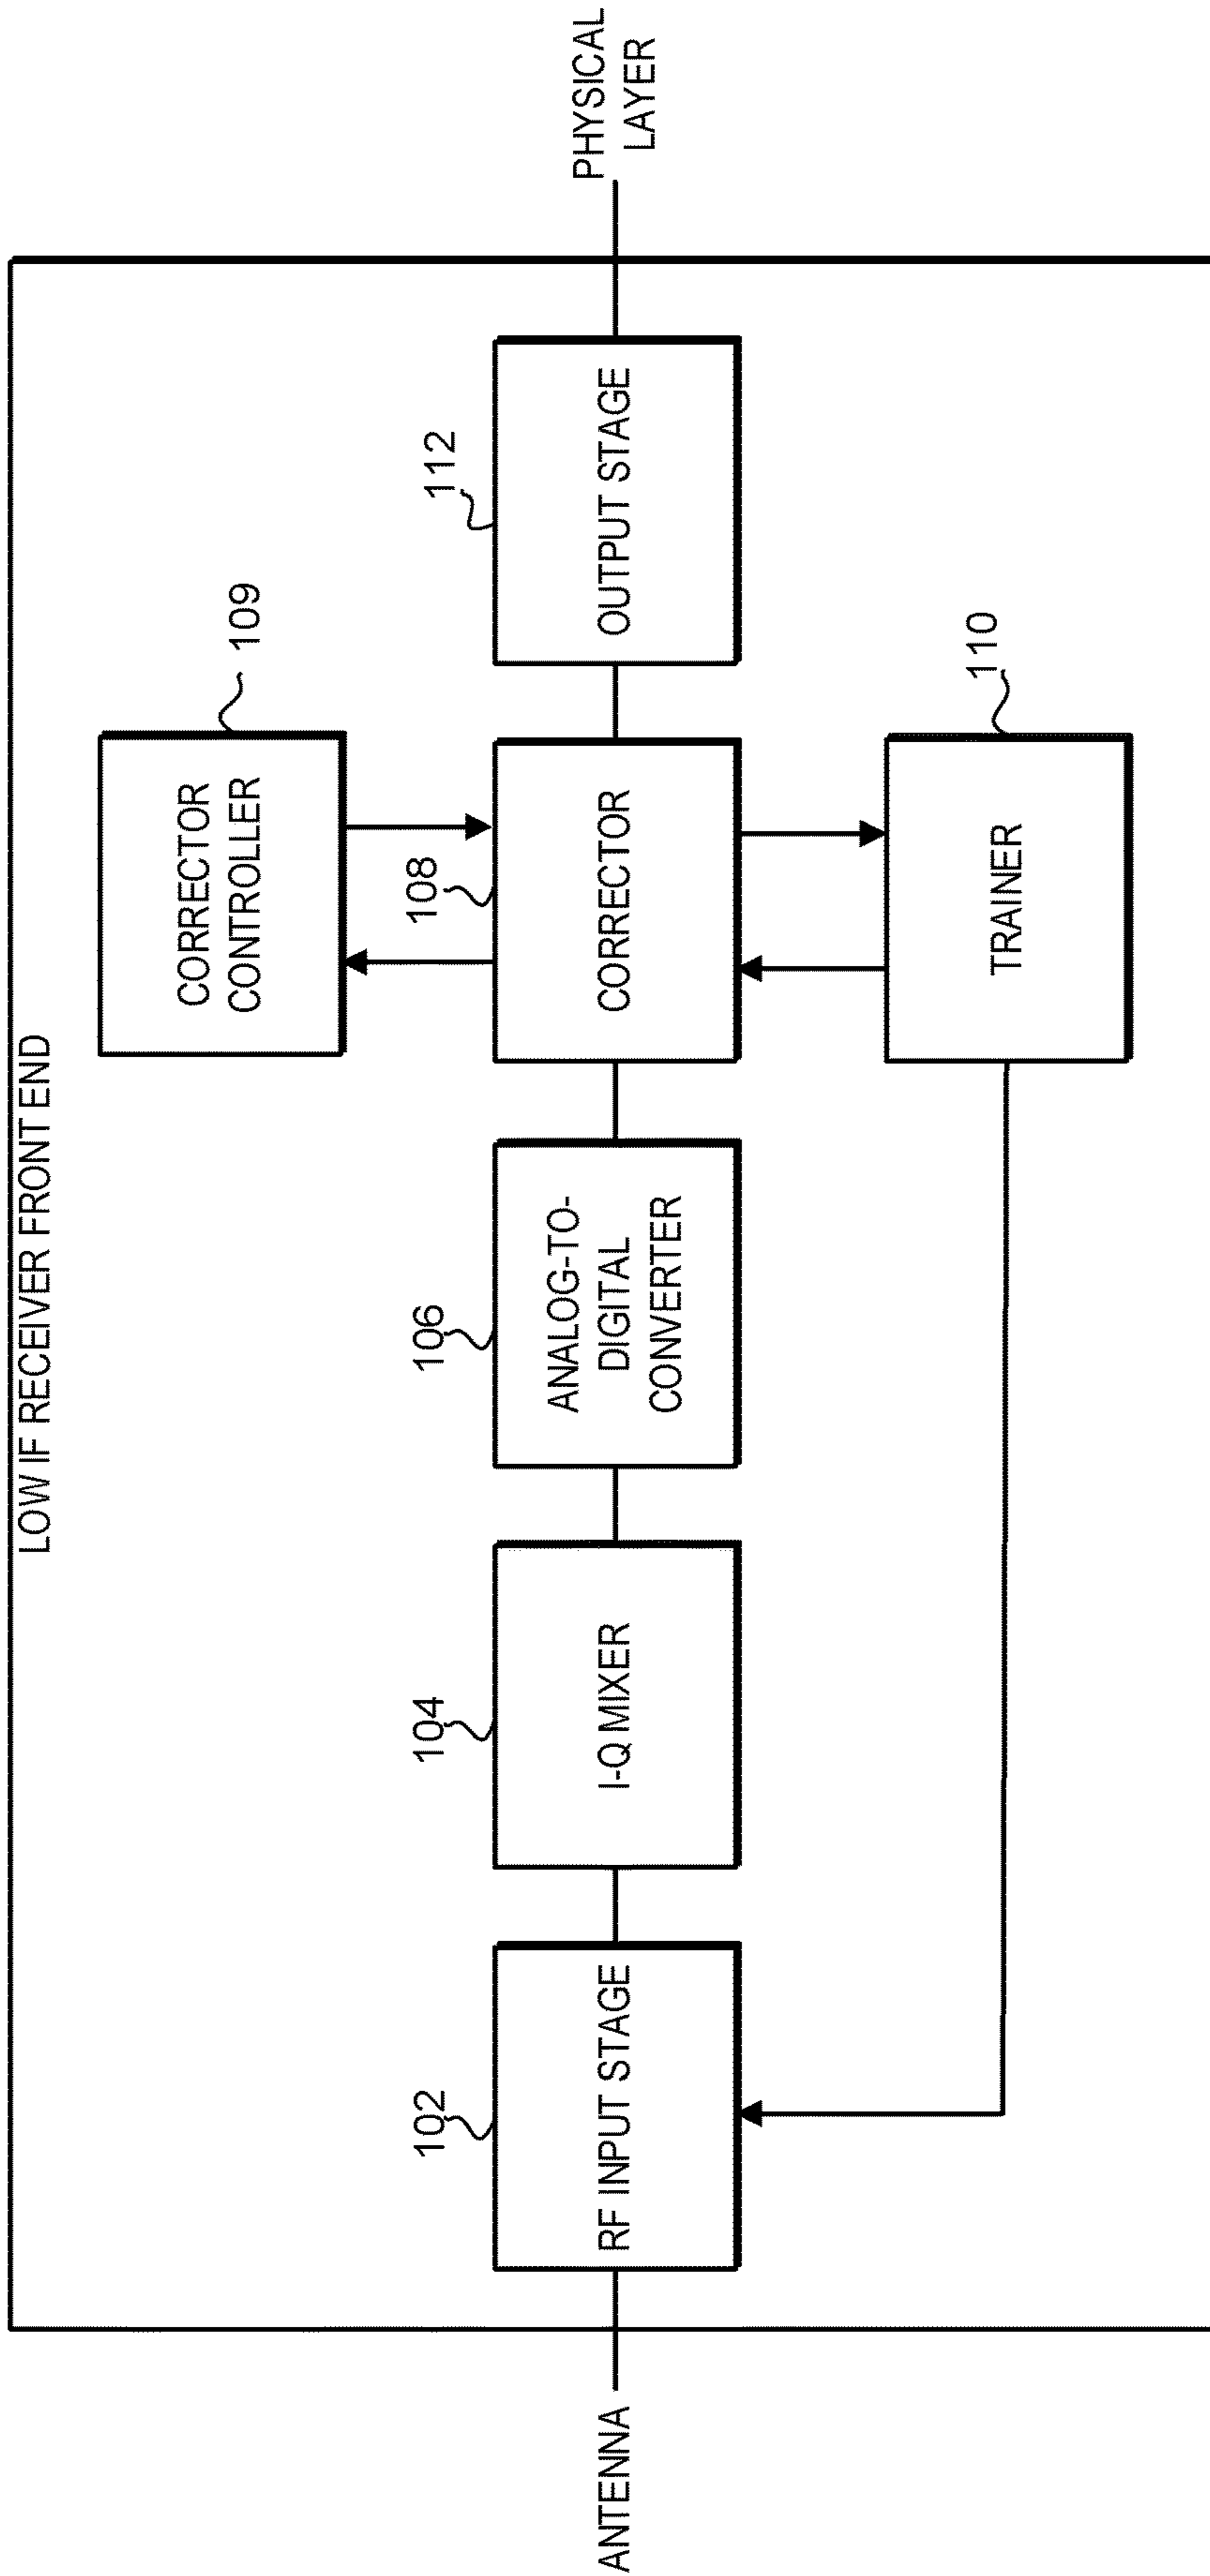 LOW IF RECEIVER FRONT END
CORRECTOR
CONTROLLER
109
ANTENNA
102
RF INPUT STAGE
104
I-Q MIXER
106
ANALOG-TO-
DIGITAL
CONVERTER
108
CORRECTOR
112
OUTPUT STAGE
PHYSICAL
LAYER
110
TRAINER